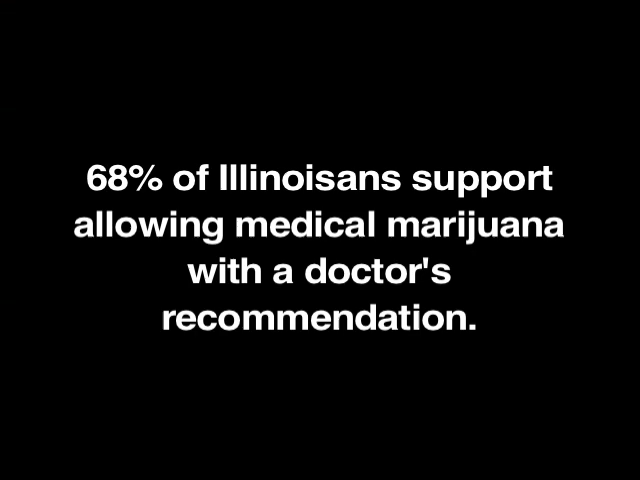 68% of Illinoisans support
allowing medical marijuana
with a doctor's
recommendation.